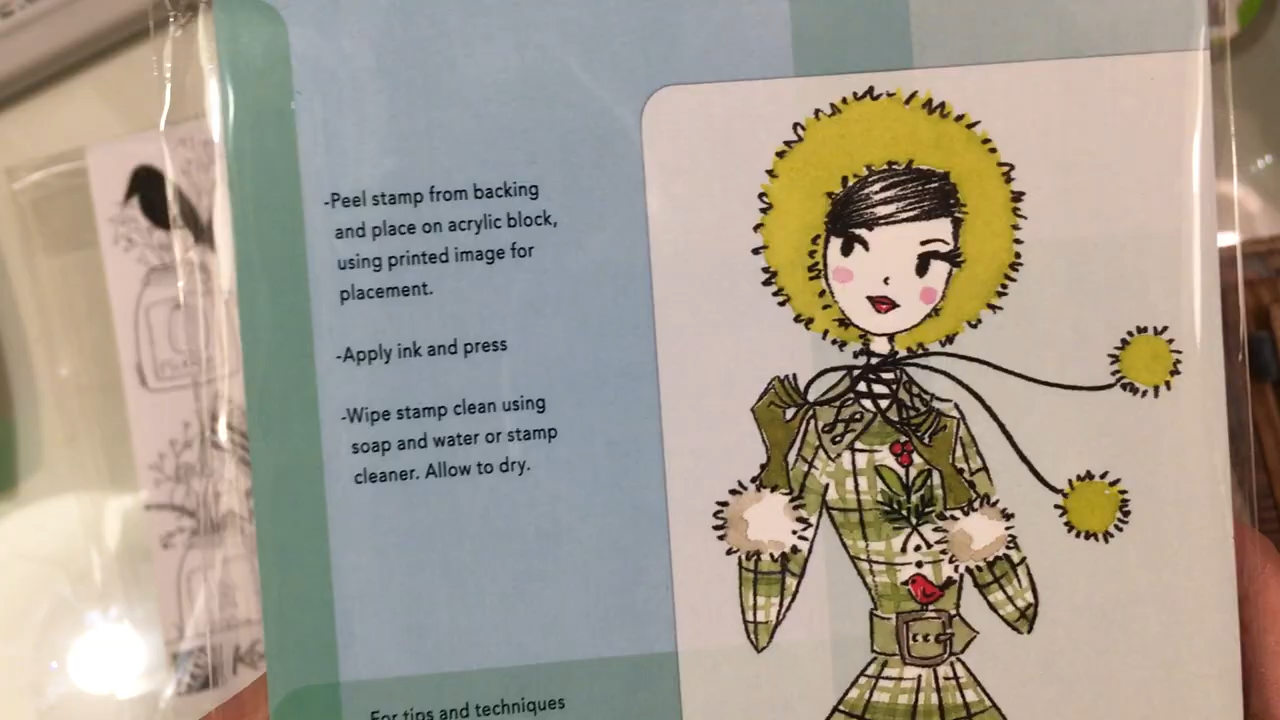 -Peel stamp from backing
and place on acrylic block,
using printed image for
placement.
-Apply ink and press
-Wipe stamp clean using
soap and water or stamp
cleaner. Allow to dry.
For tips and techniques